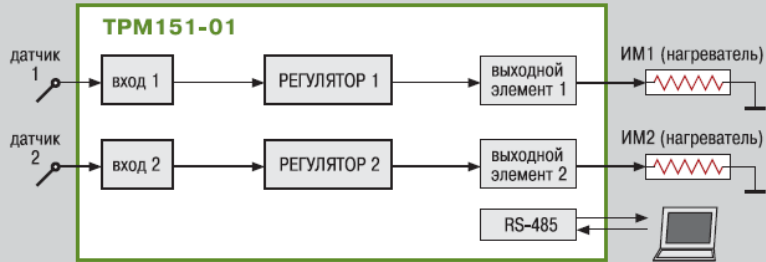 ТРМ151-01
датчик
1
вход 1
РЕГУЛЯТОР 1
выходной
элемент 1
ИМ1 (нагреватель)
датчик
2
вход 2
РЕГУЛЯТОР 2
выходной
элемент 2
ИМ2 (нагреватель)
RS-485